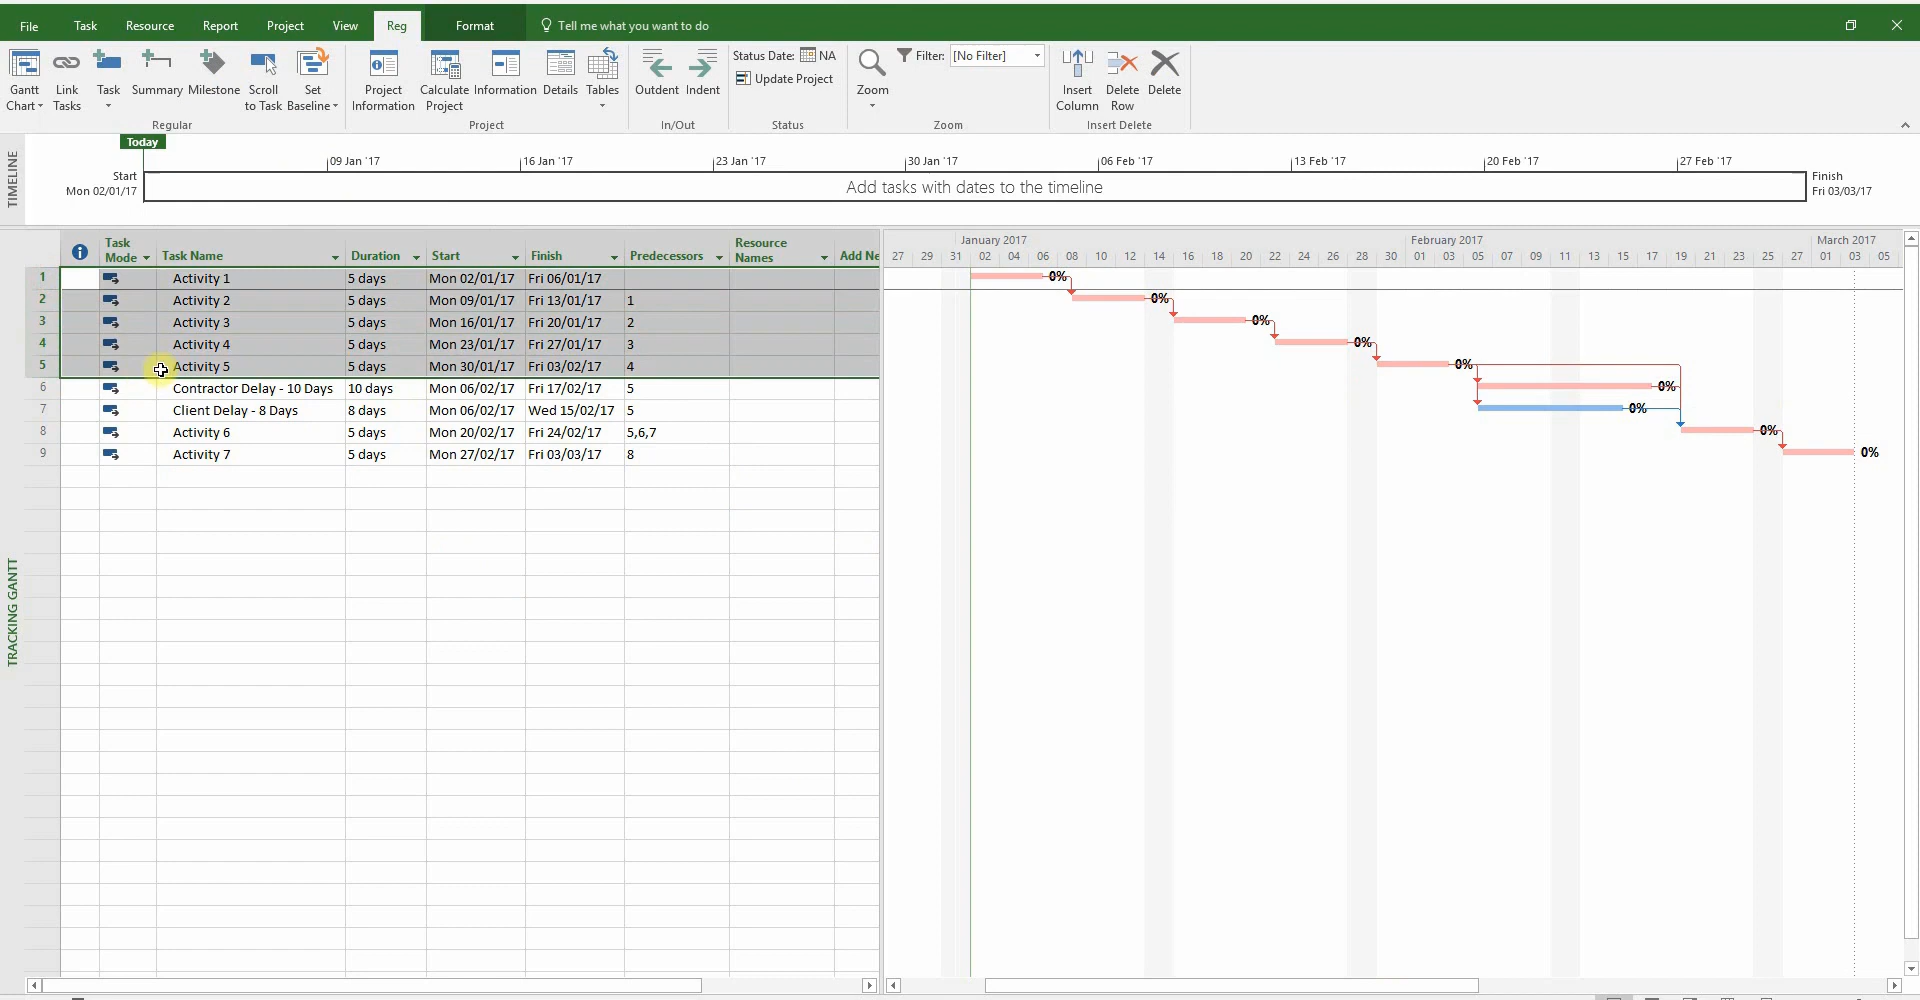 File Task Resource Report Project View Reg Format Tell me what you want to do
Gantt Chart Link Tasks Task Summary Milestone Scroll to Task Set Baseline Project Information Calculate Project Information Details Tables Outdent Indent Status Date: NA Update Project Zoom Filter: [No Filter] Insert Column Delete Row Delete
Regular Project In/Out Status Zoom Insert Delete
TIMELINE
Today
09 Jan '17 16 Jan '17 23 Jan '17 30 Jan '17 06 Feb '17 13 Feb '17 20 Feb '17 27 Feb '17
Start
Mon 02/01/17
Add tasks with dates to the timeline
Finish
Fri 03/03/17
TRACKING GANTT
Task Mode Task Name Duration Start Finish Predecessors Resource Names Add Ne
January 2017 February 2017 March 2017
27 29 31 02 04 06 08 10 12 14 16 18 20 22 24 26 28 30 01 03 05 07 09 11 13 15 17 19 21 23 25 27 01 03 05
1 Activity 1 5 days Mon 02/01/17 Fri 06/01/17 0%
2 Activity 2 5 days Mon 09/01/17 Fri 13/01/17 1 0%
3 Activity 3 5 days Mon 16/01/17 Fri 20/01/17 2 0%
4 Activity 4 5 days Mon 23/01/17 Fri 27/01/17 3 0%
5 Activity 5 5 days Mon 30/01/17 Fri 03/02/17 4 0%
6 Contractor Delay - 10 Days 10 days Mon 06/02/17 Fri 17/02/17 5 0%
7 Client Delay - 8 Days 8 days Mon 06/02/17 Wed 15/02/17 5 0%
8 Activity 6 5 days Mon 20/02/17 Fri 24/02/17 5,6,7 0%
9 Activity 7 5 days Mon 27/02/17 Fri 03/03/17 8 0%